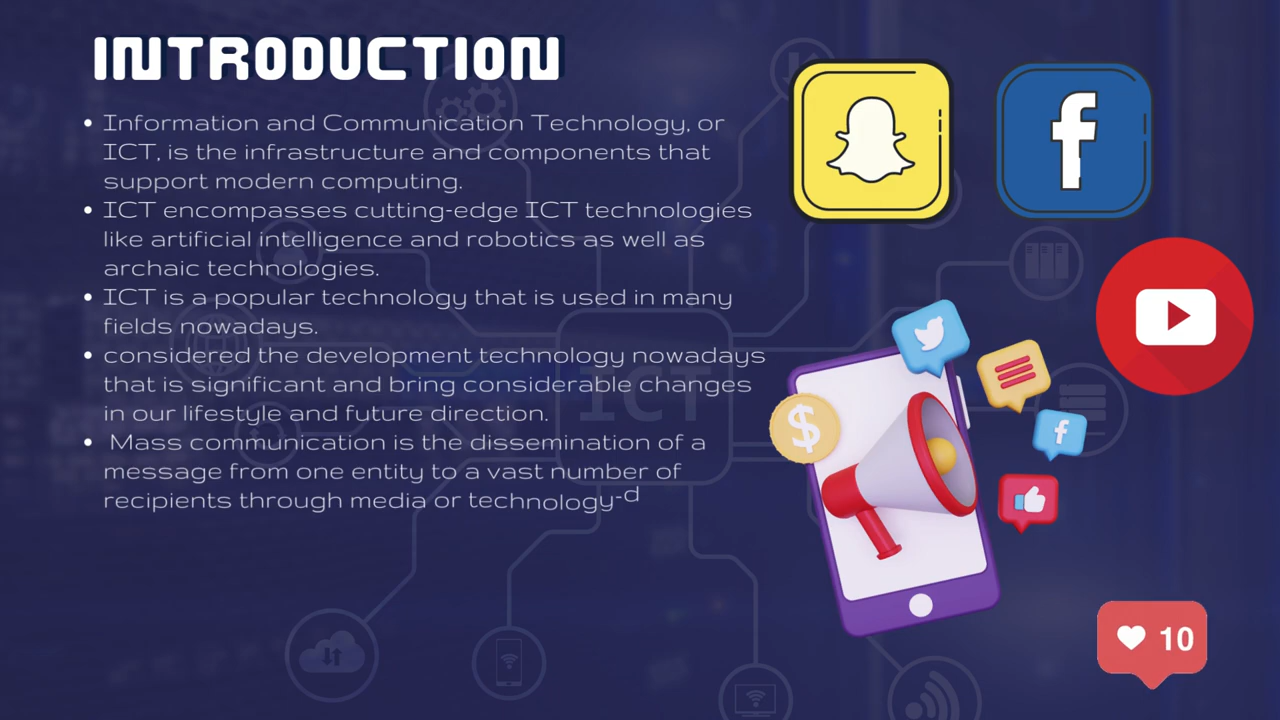 INTRODUCTION
• Information and Communication Technology, or
ICT, is the infrastructure and components that
support modern computing.
• ICT encompasses cutting-edge ICT technologies
like artificial intelligence and robotics as well as
archaic technologies.
• ICT is a popular technology that is used in many
fields nowadays.
• considered the development technology nowadays
that is significant and bring considerable changes
in our lifestyle and future direction.
• Mass communication is the dissemination of a
message from one entity to a vast number of
recipients through media or technology-d
ICT
$
f
f
10